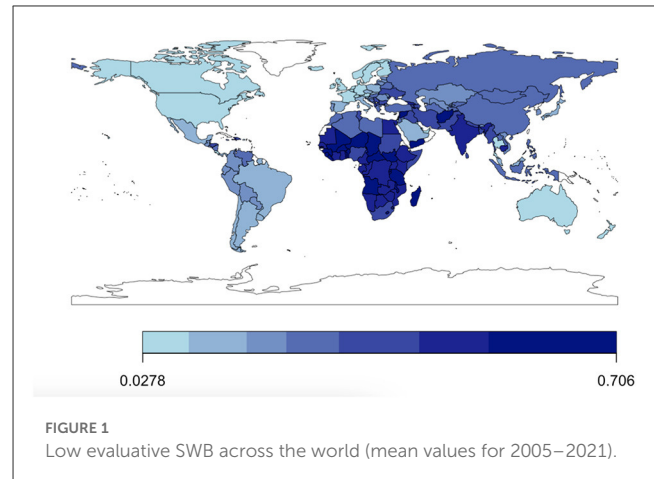 0.0278 0.706
FIGURE 1
Low evaluative SWB across the world (mean values for 2005–2021).